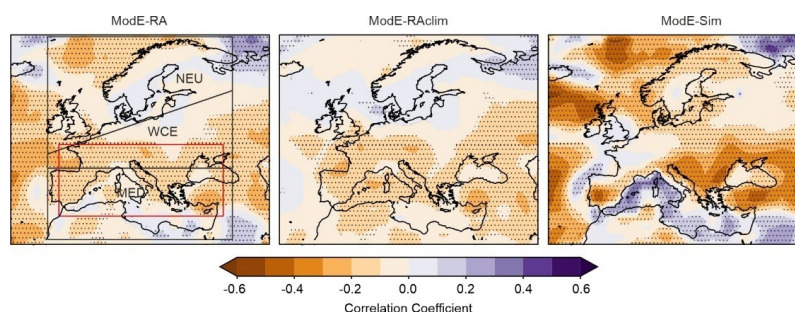 ModE-RA ModE-RAclim ModE-Sim
NEU
WCE
MED
-0.6 -0.4 -0.2 0.0 0.2 0.4 0.6
Correlation Coefficient